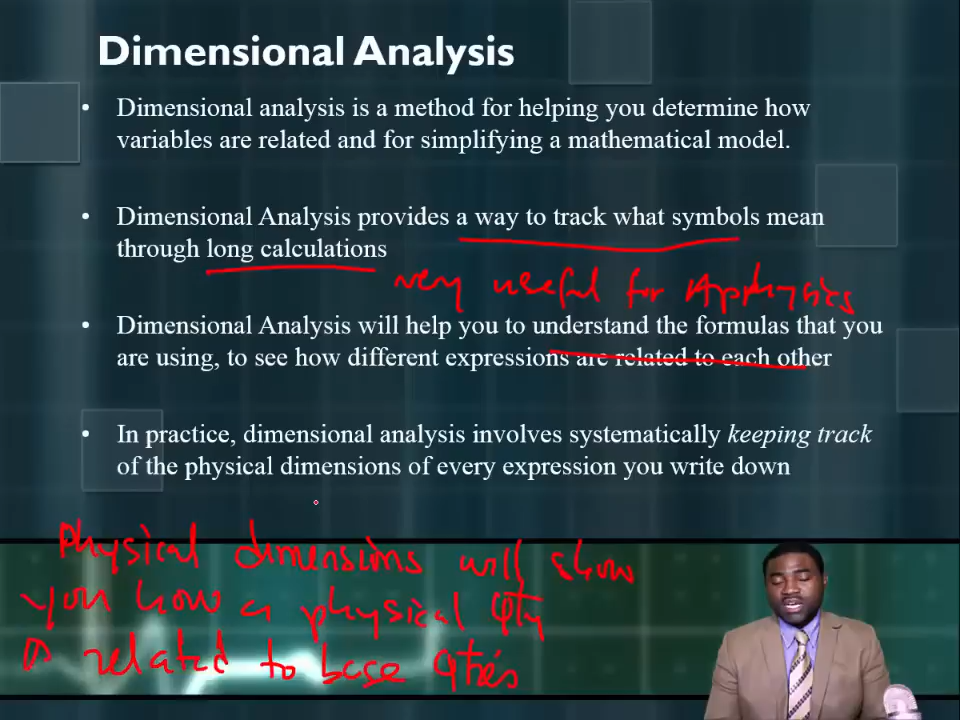 Dimensional Analysis
• Dimensional analysis is a method for helping you determine how
variables are related and for simplifying a mathematical model.
• Dimensional Analysis provides a way to track what symbols mean
through long calculations
very useful for Apphysics
• Dimensional Analysis will help you to understand the formulas that you
are using, to see how different expressions are related to each other
• In practice, dimensional analysis involves systematically keeping track
of the physical dimensions of every expression you write down
Physical dimensions will show
you how a physical qty
is related to base qties